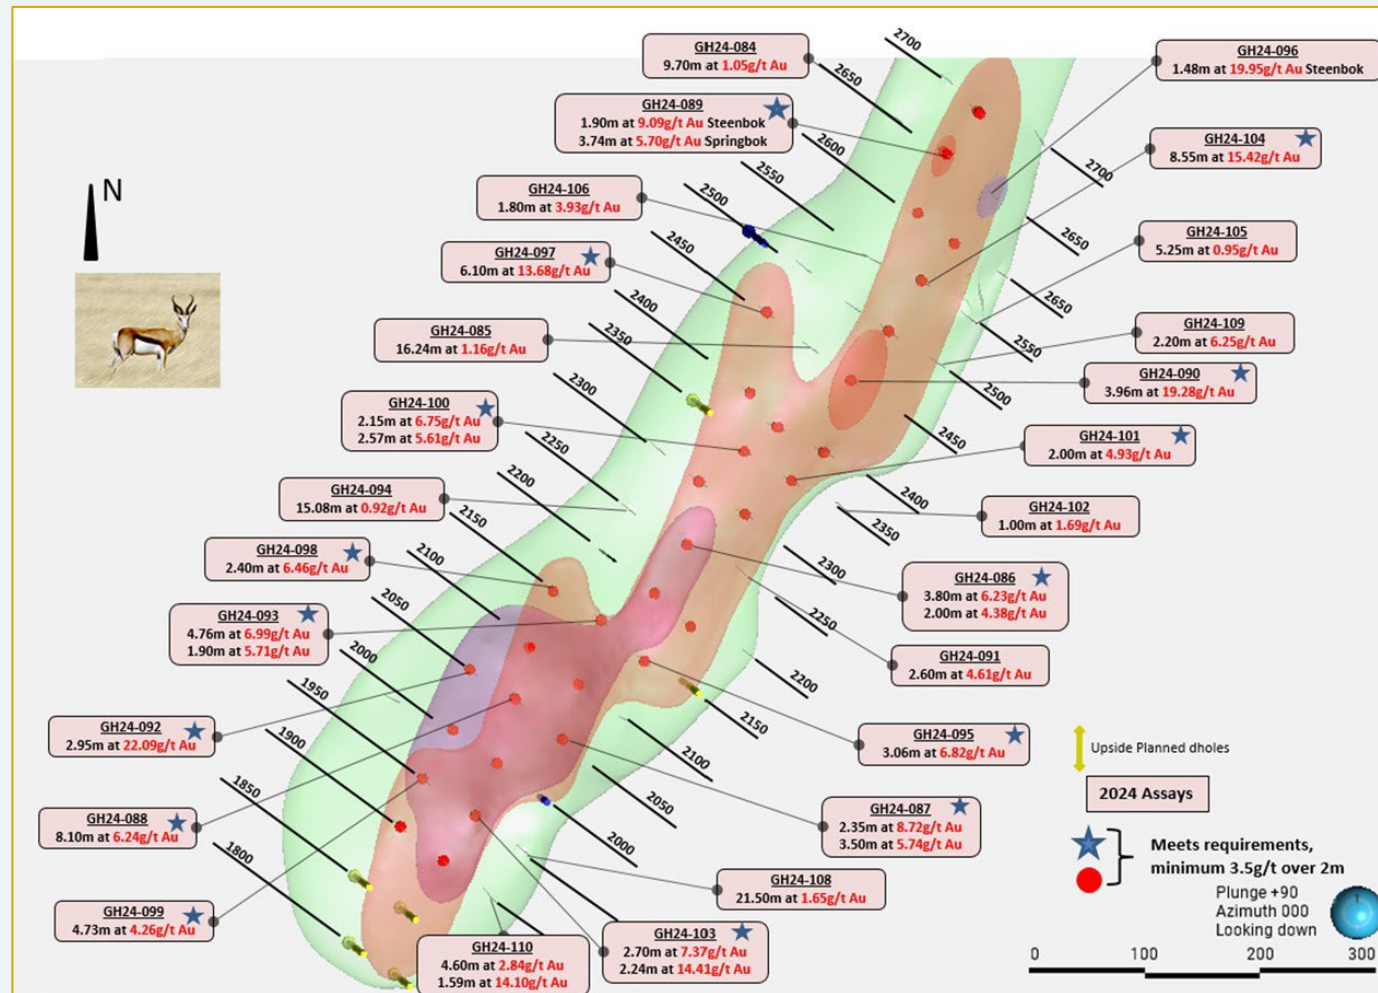 GH24-084
9.70m at 1.05g/t Au
GH24-089
1.90m at 9.09g/t Au Steenbok
3.74m at 5.70g/t Au Springbok
GH24-106
1.80m at 3.93g/t Au
GH24-097
6.10m at 13.68g/t Au
GH24-085
16.24m at 1.16g/t Au
GH24-100
2.15m at 6.75g/t Au
2.57m at 5.61g/t Au
GH24-094
15.08m at 0.92g/t Au
GH24-098
2.40m at 6.46g/t Au
GH24-093
4.76m at 6.99g/t Au
1.90m at 5.71g/t Au
GH24-092
2.95m at 22.09g/t Au
GH24-088
8.10m at 6.24g/t Au
GH24-099
4.73m at 4.26g/t Au
GH24-110
4.60m at 2.84g/t Au
1.59m at 14.10g/t Au
GH24-103
2.70m at 7.37g/t Au
2.24m at 14.41g/t Au
GH24-108
21.50m at 1.65g/t Au
GH24-087
2.35m at 8.72g/t Au
3.50m at 5.74g/t Au
GH24-095
3.06m at 6.82g/t Au
GH24-091
2.60m at 4.61g/t Au
GH24-086
3.80m at 6.23g/t Au
2.00m at 4.38g/t Au
GH24-102
1.00m at 1.69g/t Au
GH24-101
2.00m at 4.93g/t Au
GH24-090
3.96m at 19.28g/t Au
GH24-109
2.20m at 6.25g/t Au
GH24-105
5.25m at 0.95g/t Au
GH24-104
8.55m at 15.42g/t Au
GH24-096
1.48m at 19.95g/t Au Steenbok
N
2700
2650
2600
2550
2500
2450
2400
2350
2300
2250
2200
2150
2100
2050
2000
1950
1900
1850
1800
2700
2650
2650
2550
2500
2450
2400
2350
2300
2250
2200
2150
2100
2050
2000
Upside Planned dholes
2024 Assays
Meets requirements,
minimum 3.5g/t over 2m
Plunge +90
Azimuth 000
Looking down
0
100
200
300